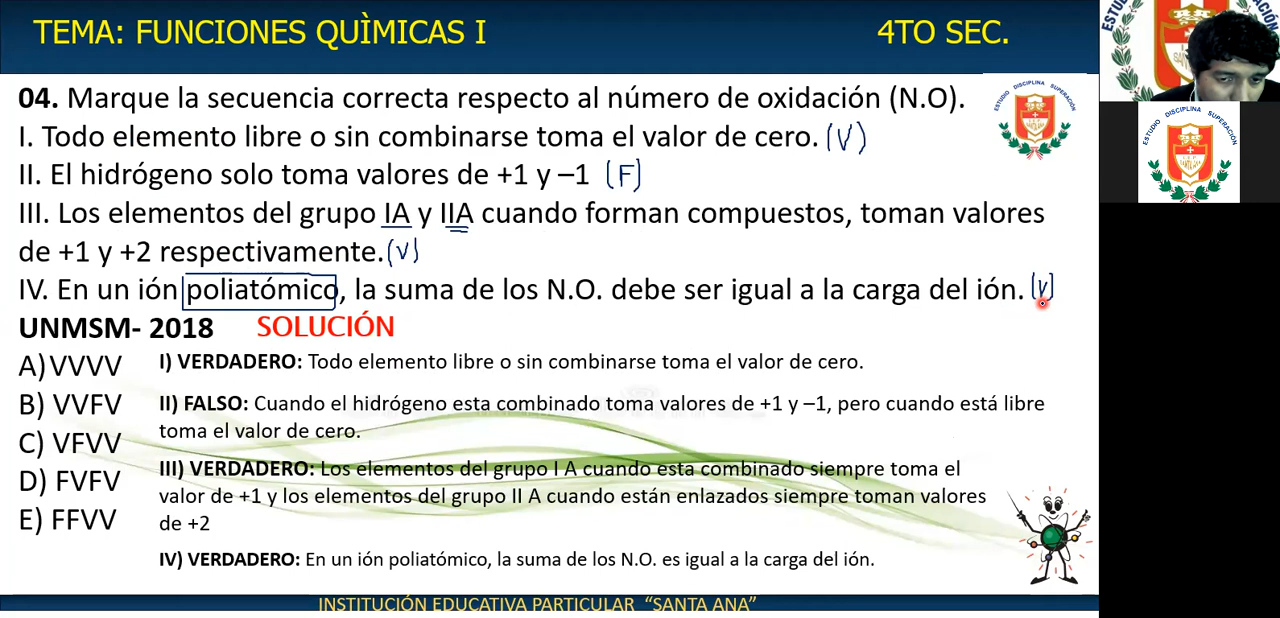 TEMA: FUNCIONES QUÌMICAS I 4TO SEC.
04. Marque la secuencia correcta respecto al número de oxidación (N.O).
I. Todo elemento libre o sin combinarse toma el valor de cero. (V)
II. El hidrógeno solo toma valores de +1 y –1 (F)
III. Los elementos del grupo IA y IIA cuando forman compuestos, toman valores
de +1 y +2 respectivamente. (V)
IV. En un ión poliatómico, la suma de los N.O. debe ser igual a la carga del ión. (V)
UNMSM- 2018 SOLUCIÓN
A) VVVV
B) VVFV
C) VFVV
D) FVFV
E) FFVV
I) VERDADERO: Todo elemento libre o sin combinarse toma el valor de cero.
II) FALSO: Cuando el hidrógeno esta combinado toma valores de +1 y –1, pero cuando está libre
toma el valor de cero.
III) VERDADERO: Los elementos del grupo I A cuando esta combinado siempre toma el
valor de +1 y los elementos del grupo II A cuando están enlazados siempre toman valores
de +2
IV) VERDADERO: En un ión poliatómico, la suma de los N.O. es igual a la carga del ión.
INSTITUCIÓN EDUCATIVA PARTICULAR “SANTA ANA”
ESTUDIO DISCIPLINA SUPERACIÓN
ESTUDIO DISCIPLINA SUPERACIÓN